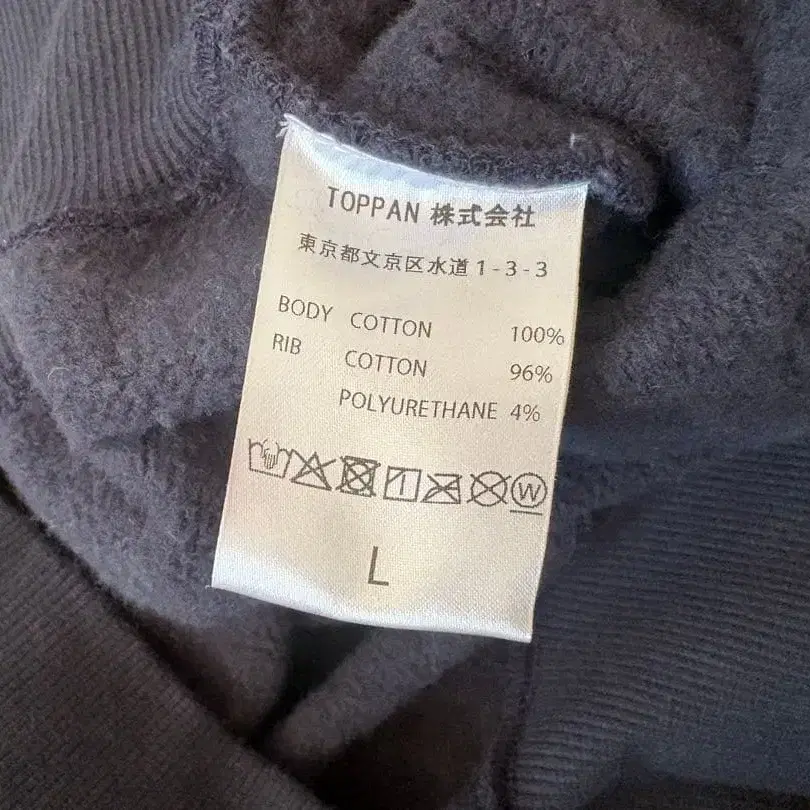 TOPPAN 株式会社
東京都文京区水道 1-3-3
BODY COTTON 100%
RIB COTTON 96%
POLYURETHANE 4%
W
L